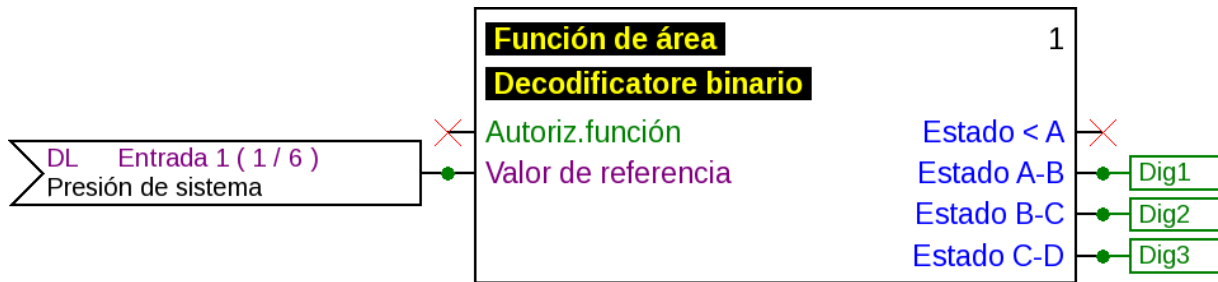 Función de área 1
Decodificatore binario
Autoriz.función Estado < A
DL Entrada 1 ( 1 / 6 )
Presión de sistema
Valor de referencia Estado A-B Dig1
Estado B-C Dig2
Estado C-D Dig3